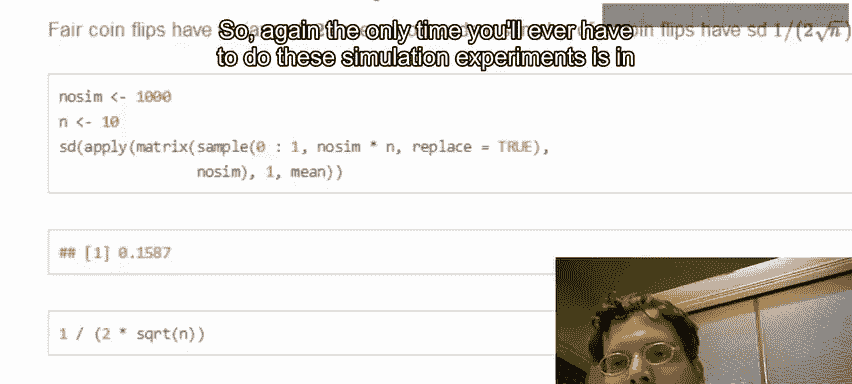 Fair coin flips have
So, again the only time you'll ever have
in flips have sd 1/(2√n)
to do these simulation experiments is in
nosim <- 1000
n <- 10
sd(apply(matrix(sample(0 : 1, nosim * n, replace = TRUE),
nosim), 1, mean))
## [1] 0.1587
1 / (2 * sqrt(n))